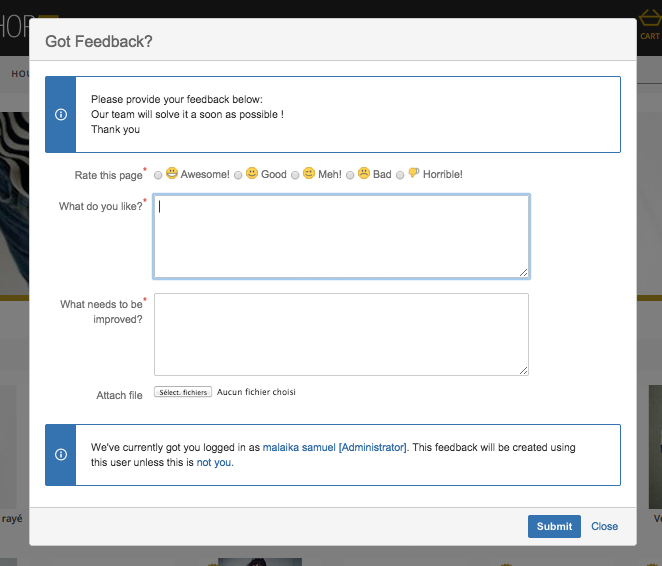 Got Feedback?
CART
Please provide your feedback below:
Our team will solve it a soon as possible !
Thank you
Rate this page* Awesome! Good Meh! Bad Horrible!
What do you like?*
What needs to be*
improved?
Attach file Sélect. fichiers Aucun fichier choisi
We've currently got you logged in as malaika samuel [Administrator]. This feedback will be created using
this user unless this is not you.
rayé
Submit Close